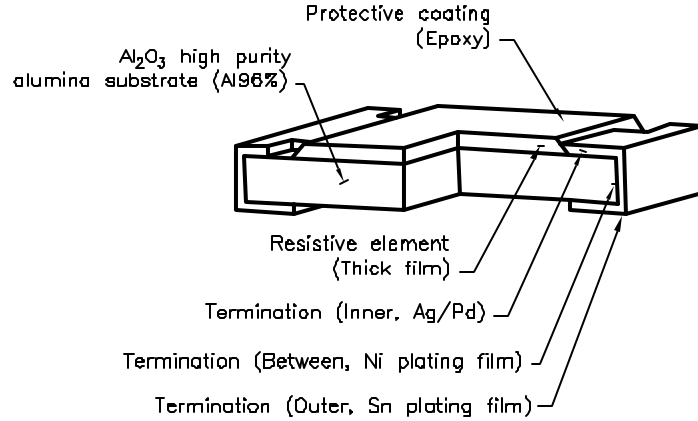 Protective coating
(Epoxy)
Al₂O₃ high purity
alumina substrate (Al96%)
Resistive element
(Thick film)
Termination (Inner, Ag/Pd)
Termination (Between, Ni plating film)
Termination (Outer, Sn plating film)